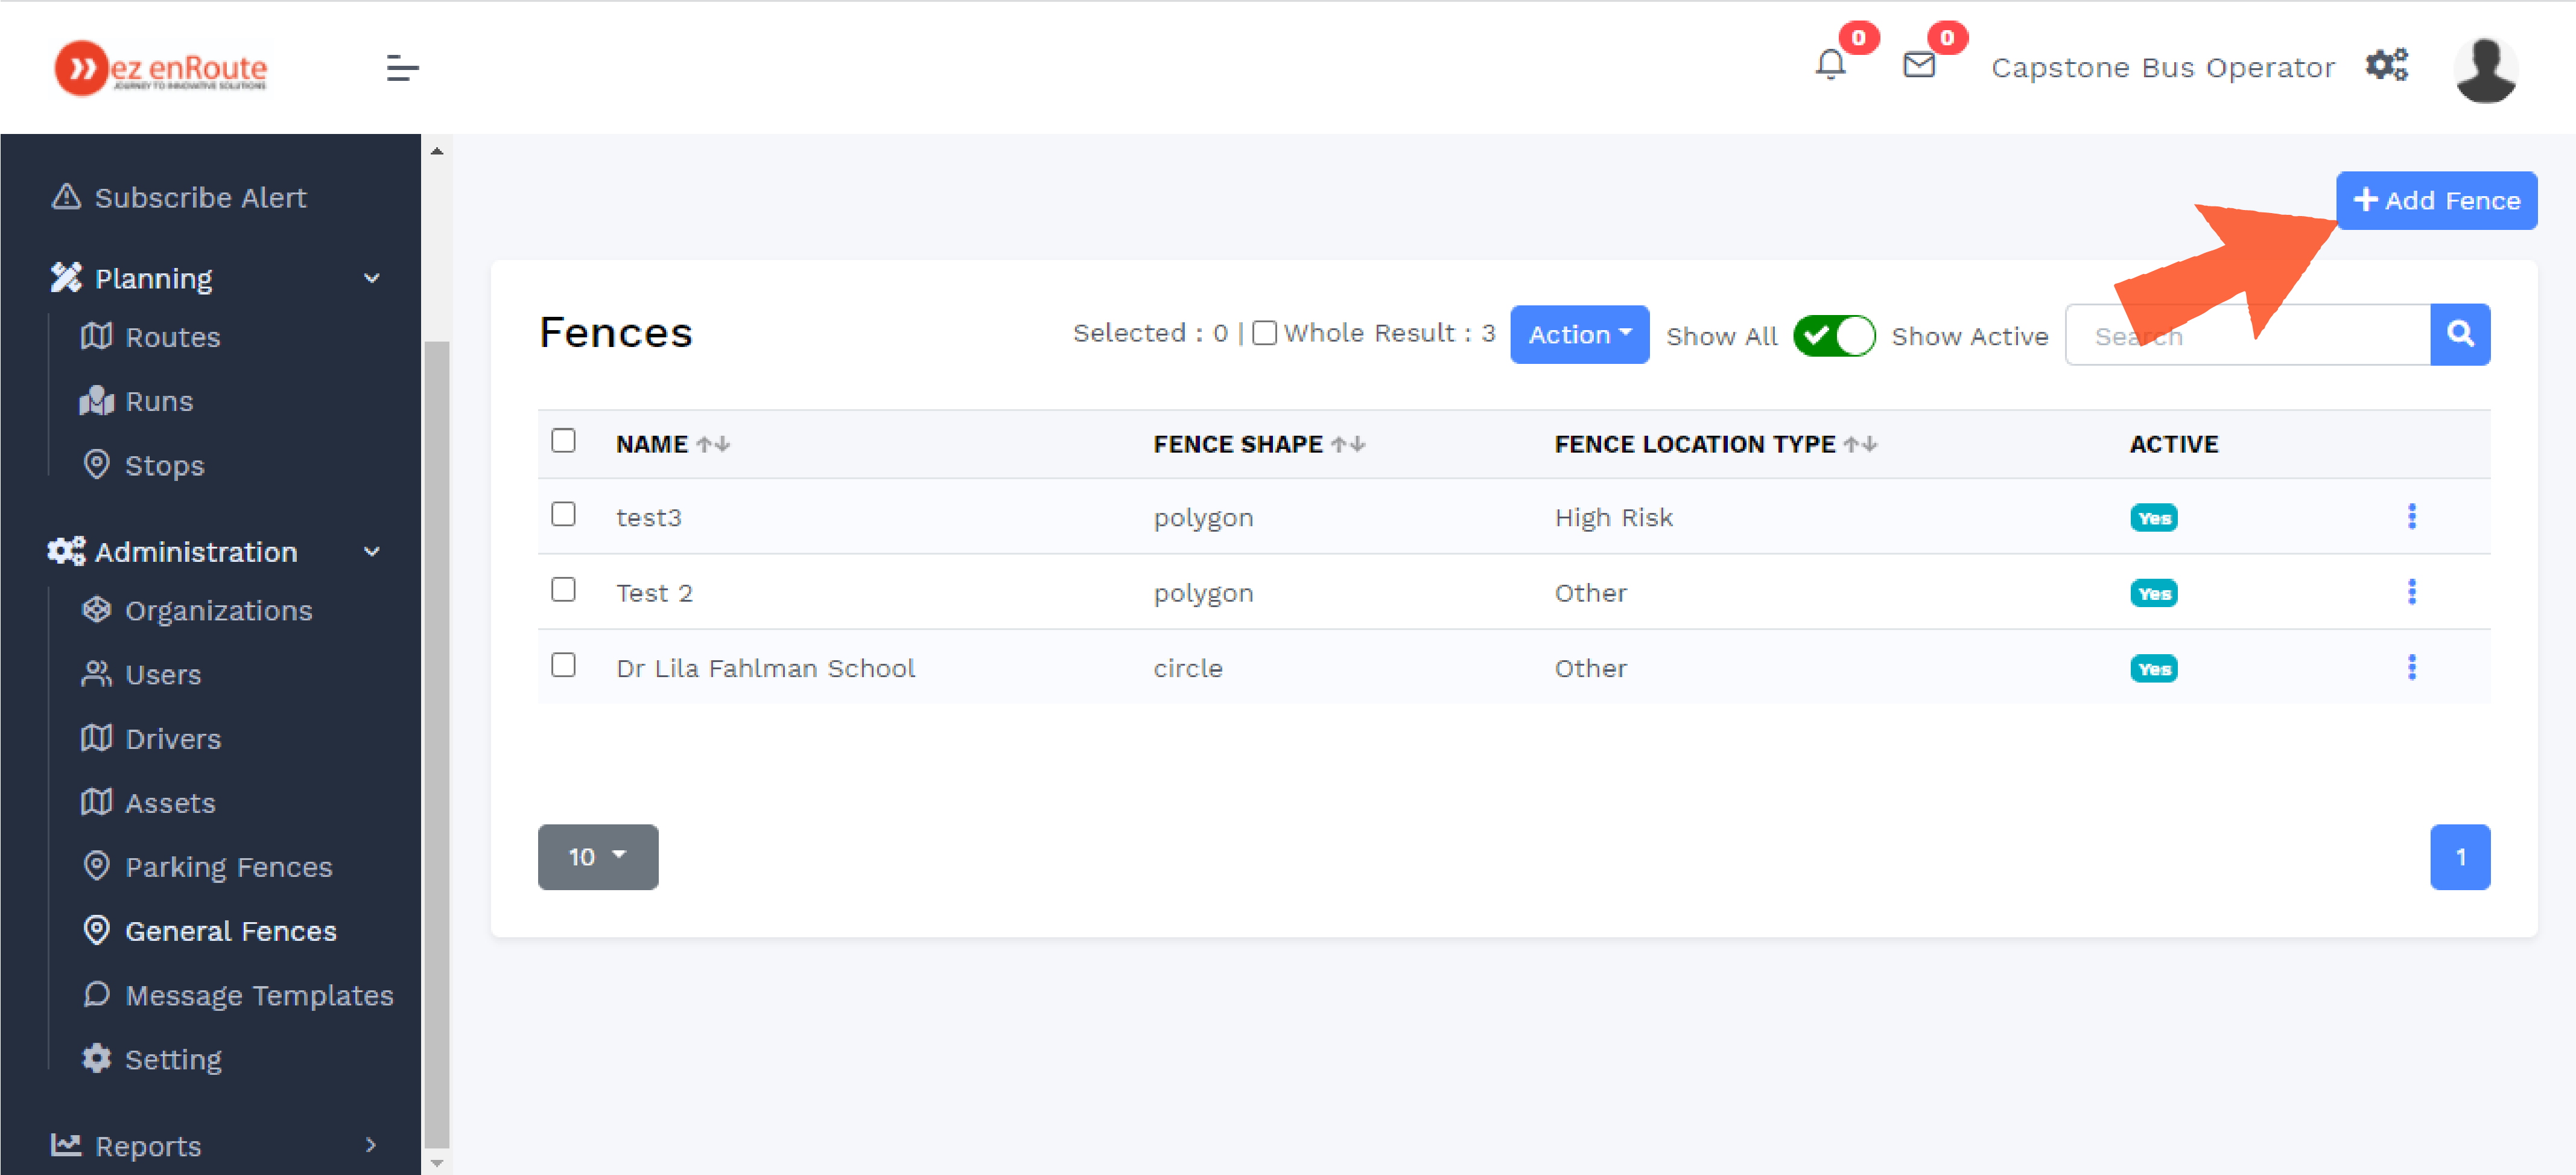 ez enRoute
JOURNEY TO INNOVATIVE SOLUTIONS
0
0
Capstone Bus Operator
Subscribe Alert
Planning
Routes
Runs
Stops
Administration
Organizations
Users
Drivers
Assets
Parking Fences
General Fences
Message Templates
Setting
Reports
Add Fence
Fences
Selected : 0 | Whole Result : 3
Action
Show All
Show Active
Search
NAME FENCE SHAPE FENCE LOCATION TYPE ACTIVE
test3 polygon High Risk Yes
Test 2 polygon Other Yes
Dr Lila Fahlman School circle Other Yes
10
1